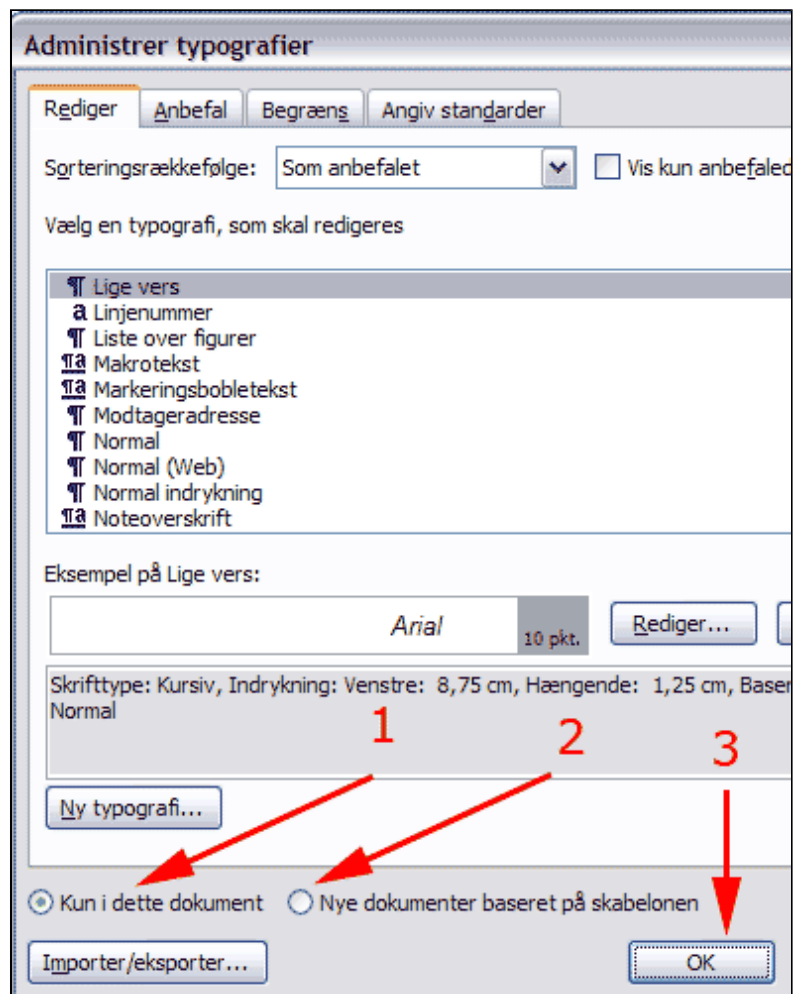 Administrer typografier
Rediger Anbefal Begræns Angiv standarder
Sorteringsrækkefølge: Som anbefalet Vis kun anbefaled
Vælg en typografi, som skal redigeres
¶ Lige vers
a Linjenummer
¶ Liste over figurer
¶a Makrotekst
¶a Markeringsbobletekst
¶ Modtageradresse
¶ Normal
¶ Normal (Web)
¶ Normal indrykning
¶a Noteoverskrift
Eksempel på Lige vers:
Arial 10 pkt. Rediger...
Skrifttype: Kursiv, Indrykning: Venstre: 8,75 cm, Hængende: 1,25 cm, Baser
Normal
1 2 3
Ny typografi...
Kun i dette dokument Nye dokumenter baseret på skabelonen
Importer/eksporter... OK